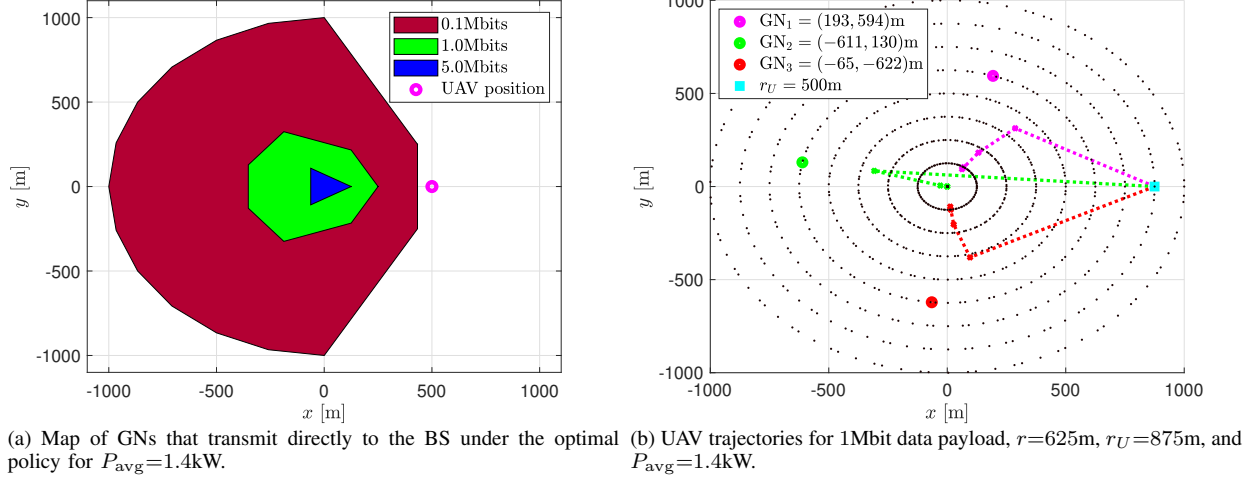 1000
500
0
-500
-1000
y [m]
-1000
-500
0
500
1000
x [m]
0.1Mbits
1.0Mbits
5.0Mbits
UAV position
(a) Map of GNs that transmit directly to the BS under the optimal
policy for Pavg=1.4kW.
1000
500
0
-500
-1000
y [m]
-1000
-500
0
500
1000
x [m]
GN1 = (193, 594)m
GN2 = (−611, 130)m
GN3 = (−65, −622)m
rU = 500m
(b) UAV trajectories for 1Mbit data payload, r=625m, rU=875m, and
Pavg=1.4kW.